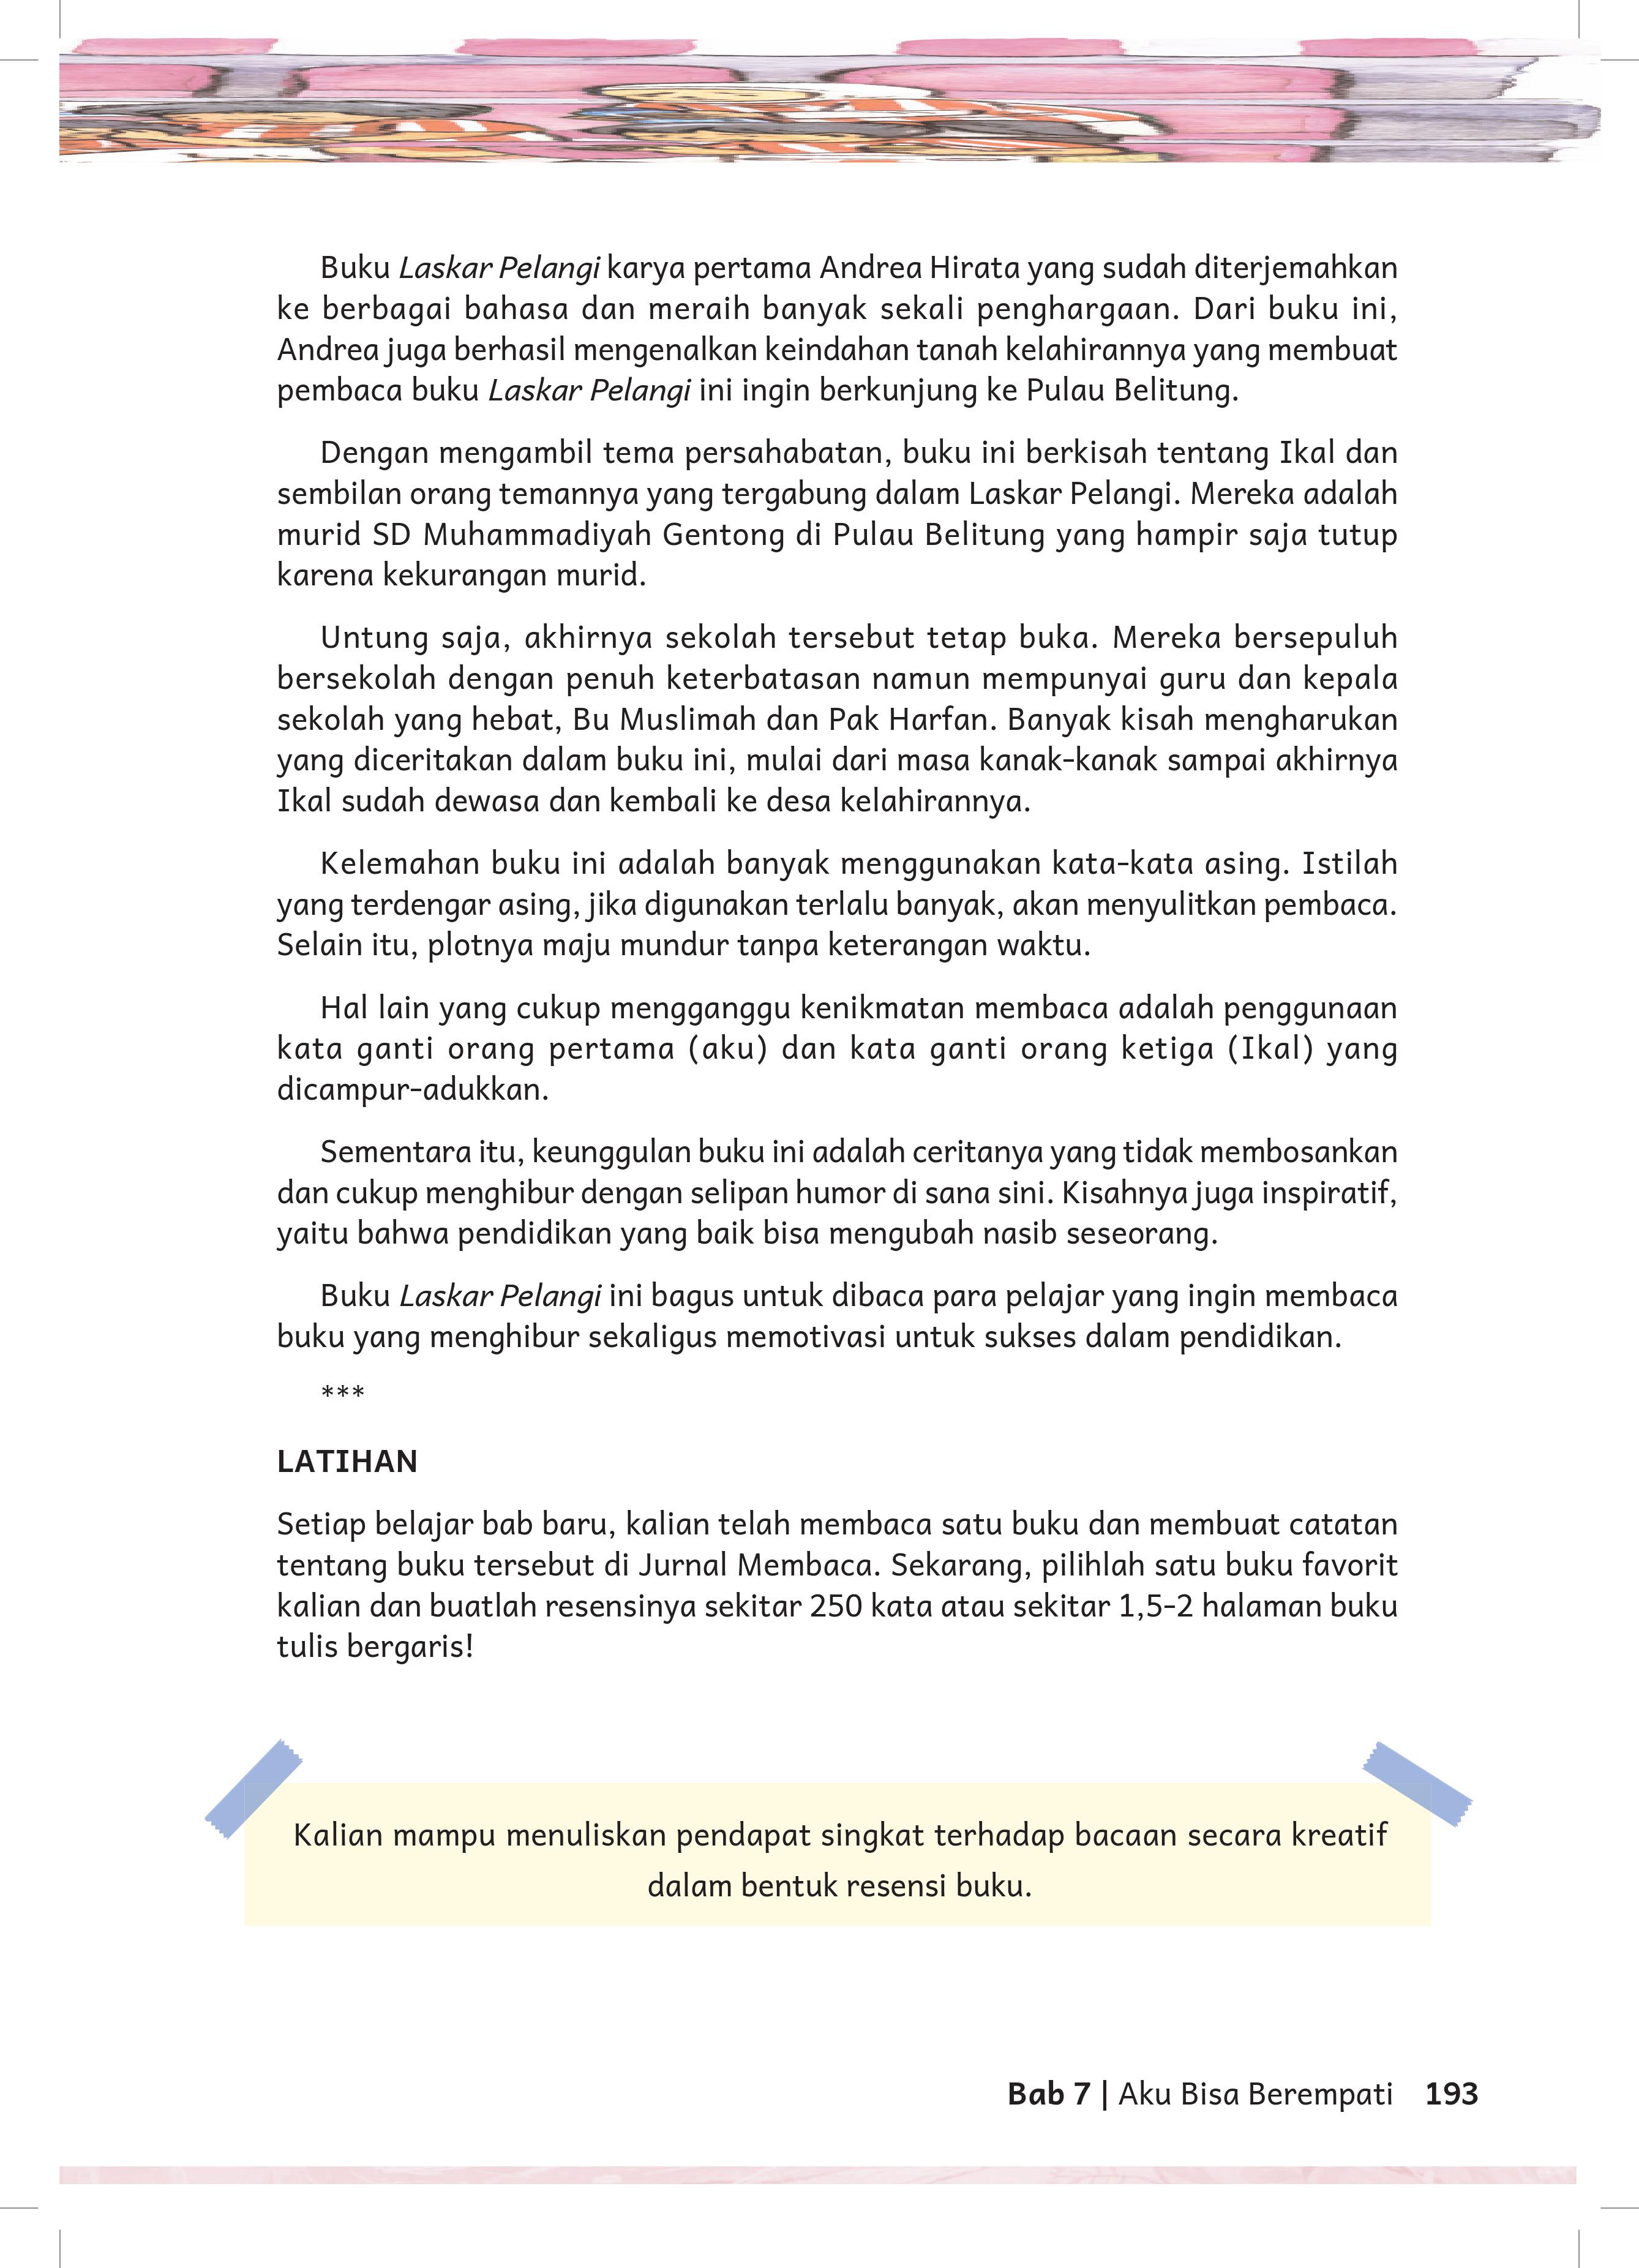 Buku Laskar Pelangi karya pertama Andrea Hirata yang sudah diterjemahkan
ke berbagai bahasa dan meraih banyak sekali penghargaan. Dari buku ini,
Andrea juga berhasil mengenalkan keindahan tanah kelahirannya yang membuat
pembaca buku Laskar Pelangi ini ingin berkunjung ke Pulau Belitung.
Dengan mengambil tema persahabatan, buku ini berkisah tentang Ikal dan
sembilan orang temannya yang tergabung dalam Laskar Pelangi. Mereka adalah
murid SD Muhammadiyah Gentong di Pulau Belitung yang hampir saja tutup
karena kekurangan murid.
Untung saja, akhirnya sekolah tersebut tetap buka. Mereka bersepuluh
bersekolah dengan penuh keterbatasan namun mempunyai guru dan kepala
sekolah yang hebat, Bu Muslimah dan Pak Harfan. Banyak kisah mengharukan
yang diceritakan dalam buku ini, mulai dari masa kanak-kanak sampai akhirnya
Ikal sudah dewasa dan kembali ke desa kelahirannya.
Kelemahan buku ini adalah banyak menggunakan kata-kata asing. Istilah
yang terdengar asing, jika digunakan terlalu banyak, akan menyulitkan pembaca.
Selain itu, plotnya maju mundur tanpa keterangan waktu.
Hal lain yang cukup mengganggu kenikmatan membaca adalah penggunaan
kata ganti orang pertama (aku) dan kata ganti orang ketiga (Ikal) yang
dicampur-adukkan.
Sementara itu, keunggulan buku ini adalah ceritanya yang tidak membosankan
dan cukup menghibur dengan selipan humor di sana sini. Kisahnya juga inspiratif,
yaitu bahwa pendidikan yang baik bisa mengubah nasib seseorang.
Buku Laskar Pelangi ini bagus untuk dibaca para pelajar yang ingin membaca
buku yang menghibur sekaligus memotivasi untuk sukses dalam pendidikan.
***
LATIHAN
Setiap belajar bab baru, kalian telah membaca satu buku dan membuat catatan
tentang buku tersebut di Jurnal Membaca. Sekarang, pilihlah satu buku favorit
kalian dan buatlah resensinya sekitar 250 kata atau sekitar 1,5-2 halaman buku
tulis bergaris!
Kalian mampu menuliskan pendapat singkat terhadap bacaan secara kreatif
dalam bentuk resensi buku.
Bab 7 | Aku Bisa Berempati 193